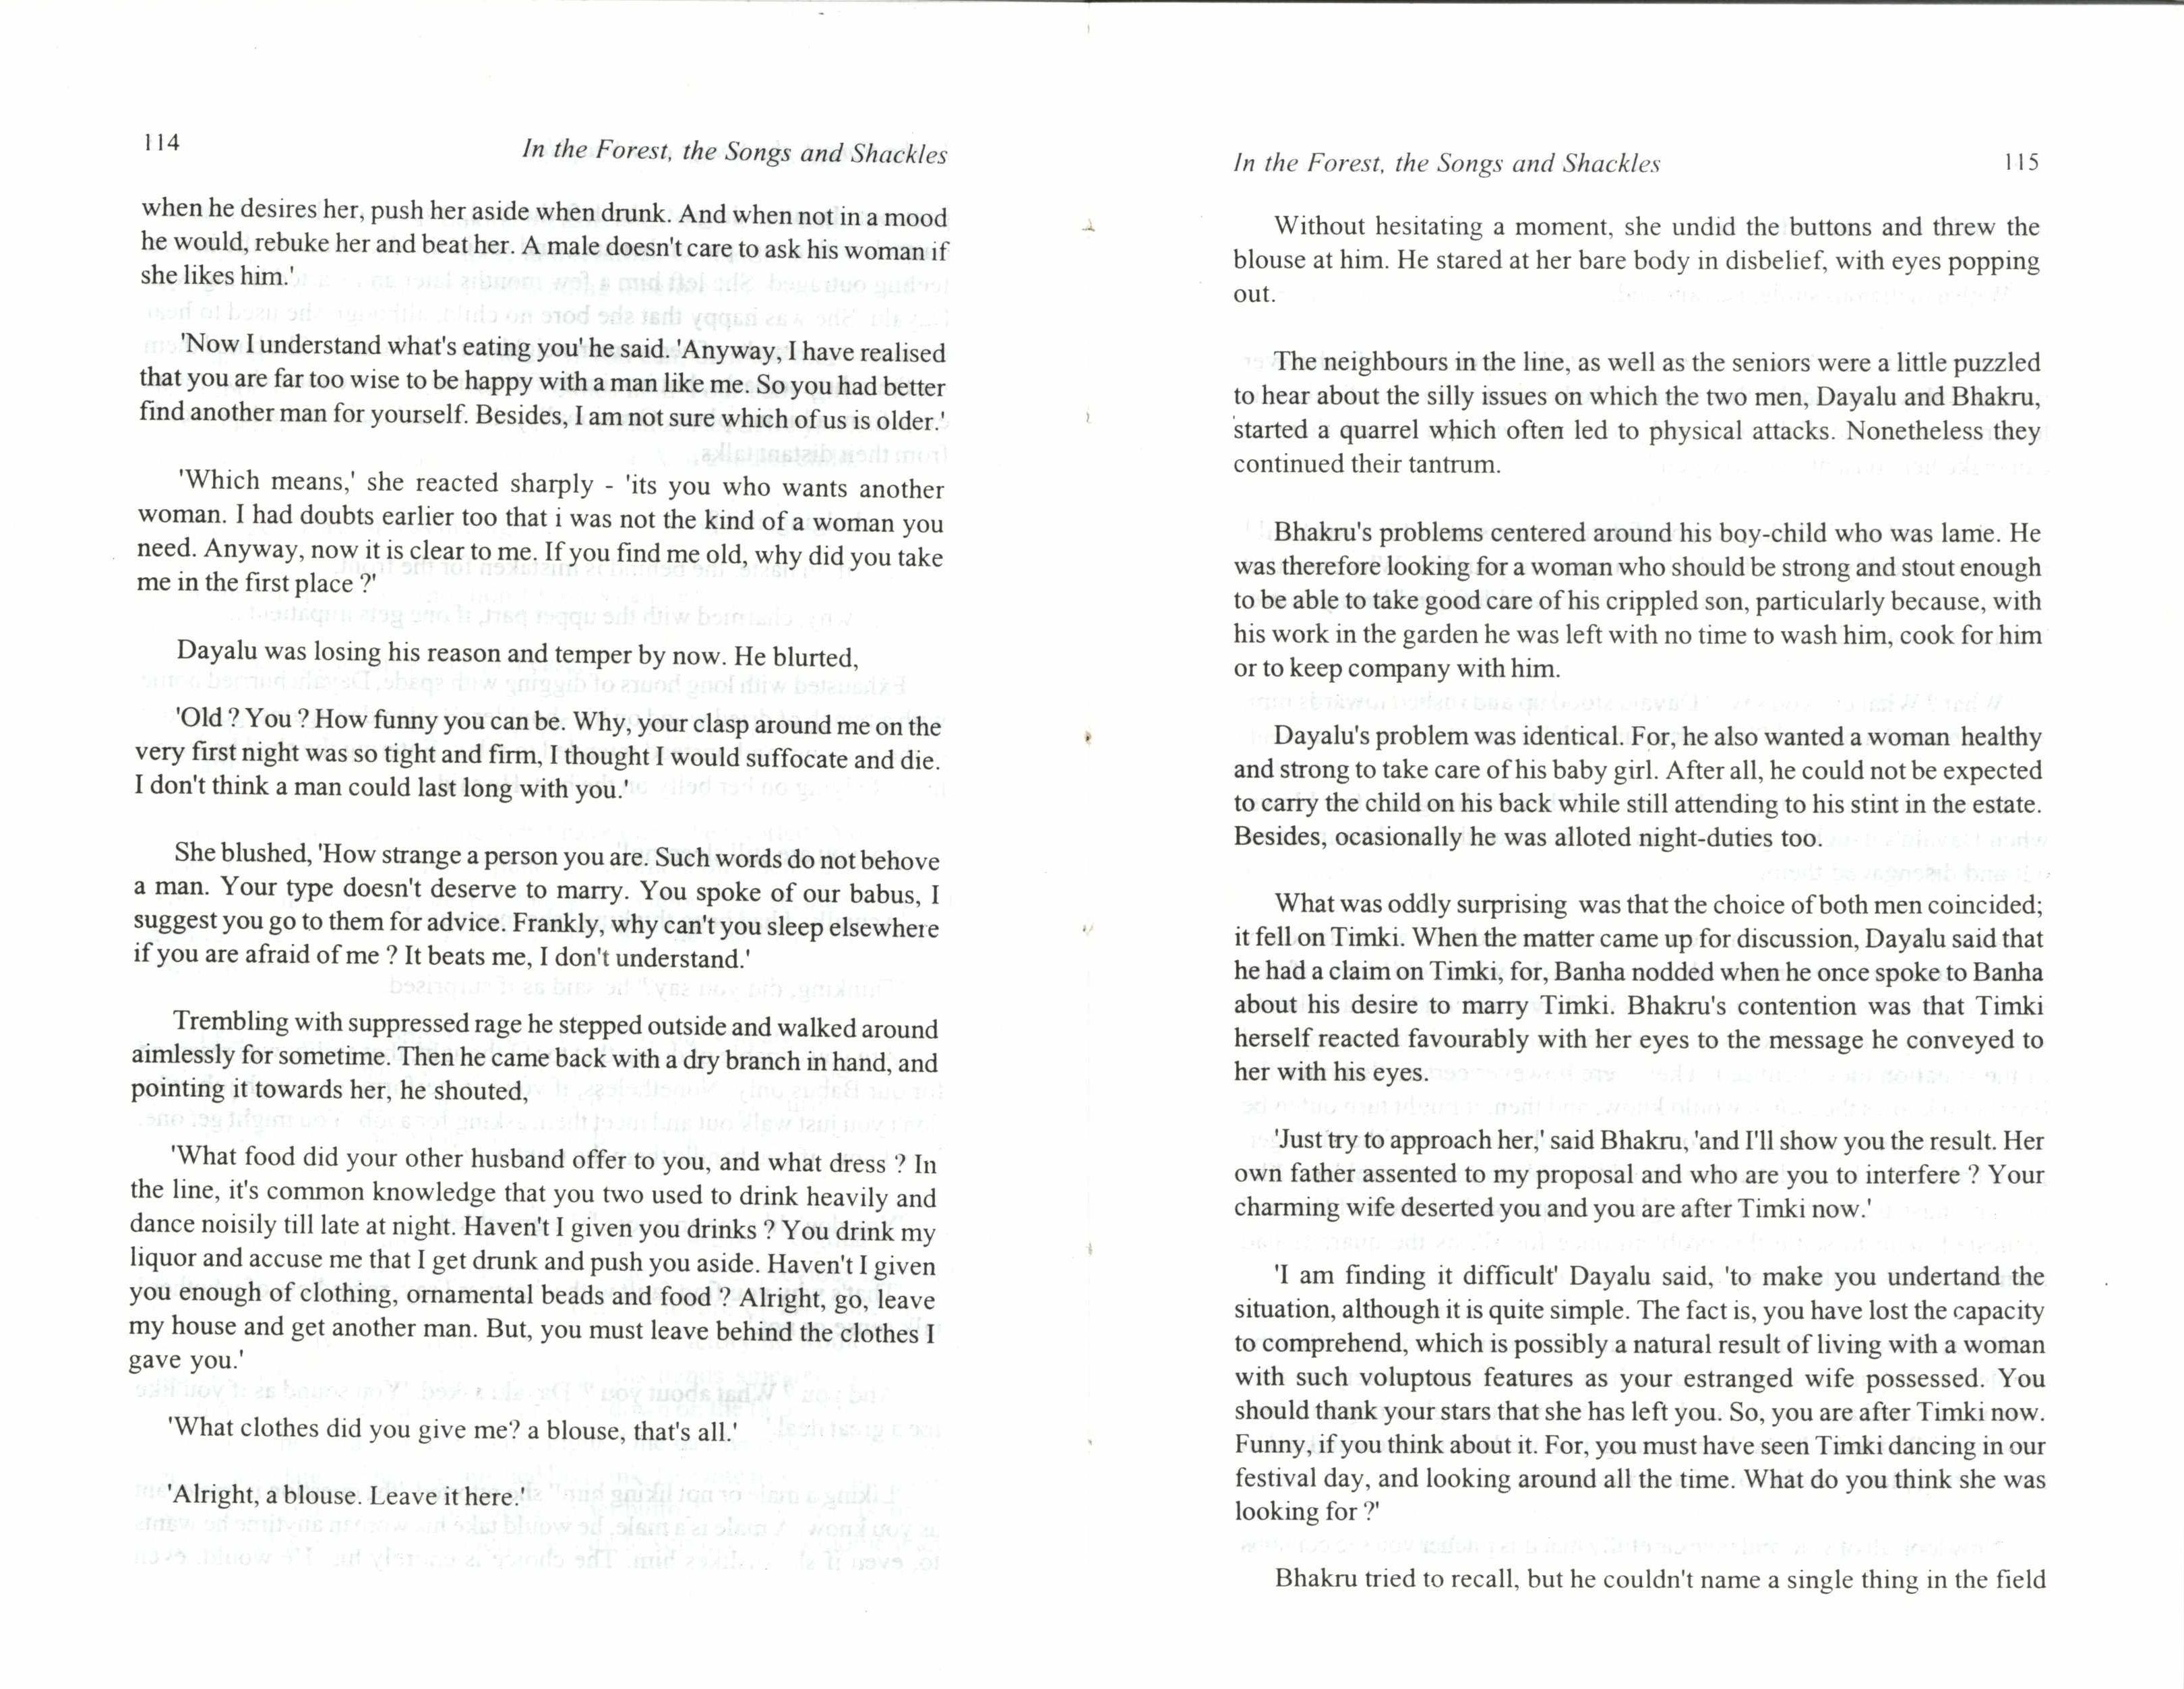 114
In the Forest, the Songs and Shackles
when he desires her, push her aside when drunk. And when not in a mood
he would, rebuke her and beat her. A male doesn't care to ask his woman if
she likes him.'
'Now I understand what's eating you' he said. 'Anyway, I have realised
that you are far too wise to be happy with a man like me. So you had better
find another man for yourself. Besides, I am not sure which of us is older.'
'Which means,' she reacted sharply - 'its you who wants another
woman. I had doubts earlier too that i was not the kind of a woman you
need. Anyway, now it is clear to me. If you find me old, why did you take
me in the first place ?'
Dayalu was losing his reason and temper by now. He blurted,
'Old ? You ? How funny you can be. Why, your clasp around me on the
very first night was so tight and firm, I thought I would suffocate and die.
I don't think a man could last long with you.'
She blushed, 'How strange a person you are. Such words do not behove
a man. Your type doesn't deserve to marry. You spoke of our babus, I
suggest you go to them for advice. Frankly, why can't you sleep elsewhere
if you are afraid of me ? It beats me, I don't understand.'
Trembling with suppressed rage he stepped outside and walked around
aimlessly for sometime. Then he came back with a dry branch in hand, and
pointing it towards her, he shouted,
'What food did your other husband offer to you, and what dress ? In
the line, it's common knowledge that you two used to drink heavily and
dance noisily till late at night. Haven't I given you drinks ? You drink my
liquor and accuse me that I get drunk and push you aside. Haven't I given
you enough of clothing, ornamental beads and food ? Alright, go, leave
my house and get another man. But, you must leave behind the clothes I
gave you.'
'What clothes did you give me? a blouse, that's all.'
'Alright, a blouse. Leave it here.'
In the Forest, the Songs and Shackles
115
Without hesitating a moment, she undid the buttons and threw the
blouse at him. He stared at her bare body in disbelief, with eyes popping
out.
The neighbours in the line, as well as the seniors were a little puzzled
to hear about the silly issues on which the two men, Dayalu and Bhakru,
started a quarrel which often led to physical attacks. Nonetheless they
continued their tantrum.
Bhakru's problems centered around his boy-child who was lame. He
was therefore looking for a woman who should be strong and stout enough
to be able to take good care of his crippled son, particularly because, with
his work in the garden he was left with no time to wash him, cook for him
or to keep company with him.
Dayalu's problem was identical. For, he also wanted a woman healthy
and strong to take care of his baby girl. After all, he could not be expected
to carry the child on his back while still attending to his stint in the estate.
Besides, ocasionally he was alloted night-duties too.
What was oddly surprising was that the choice of both men coincided;
it fell on Timki. When the matter came up for discussion, Dayalu said that
he had a claim on Timki, for, Banha nodded when he once spoke to Banha
about his desire to marry Timki. Bhakru's contention was that Timki
herself reacted favourably with her eyes to the message he conveyed to
her with his eyes.
'Just try to approach her,' said Bhakru, 'and I'll show you the result. Her
own father assented to my proposal and who are you to interfere ? Your
charming wife deserted you and you are after Timki now.'
'I am finding it difficult' Dayalu said, 'to make you undertand the
situation, although it is quite simple. The fact is, you have lost the capacity
to comprehend, which is possibly a natural result of living with a woman
with such voluptous features as your estranged wife possessed. You
should thank your stars that she has left you. So, you are after Timki now.
Funny, if you think about it. For, you must have seen Timki dancing in our
festival day, and looking around all the time. What do you think she was
looking for ?'
Bhakru tried to recall, but he couldn't name a single thing in the field